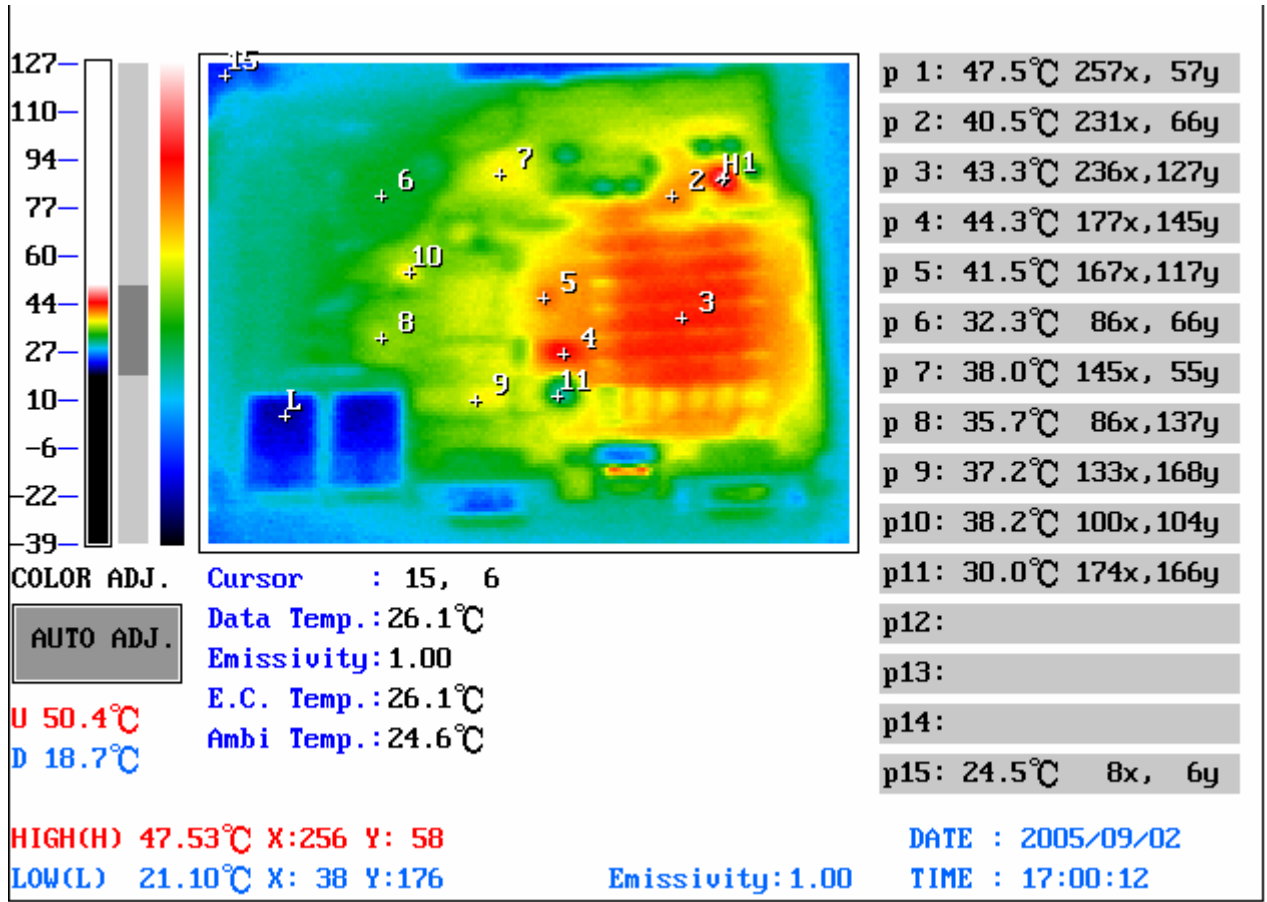 127
110
94
77
60
44
27
10
-6
-22
-39
COLOR ADJ.
AUTO ADJ.
U 50.4℃
D 18.7℃
15
7
6
H1
2
10
5
3
8
4
9
11
L
Cursor : 15, 6
Data Temp.:26.1℃
Emissivity:1.00
E.C. Temp.:26.1℃
Ambi Temp.:24.6℃
p 1: 47.5℃ 257x, 57y
p 2: 40.5℃ 231x, 66y
p 3: 43.3℃ 236x,127y
p 4: 44.3℃ 177x,145y
p 5: 41.5℃ 167x,117y
p 6: 32.3℃ 86x, 66y
p 7: 38.0℃ 145x, 55y
p 8: 35.7℃ 86x,137y
p 9: 37.2℃ 133x,168y
p10: 38.2℃ 100x,104y
p11: 30.0℃ 174x,166y
p12:
p13:
p14:
p15: 24.5℃ 8x, 6y
HIGH(H) 47.53℃ X:256 Y: 58
LOW(L) 21.10℃ X: 38 Y:176
Emissivity:1.00
DATE : 2005/09/02
TIME : 17:00:12